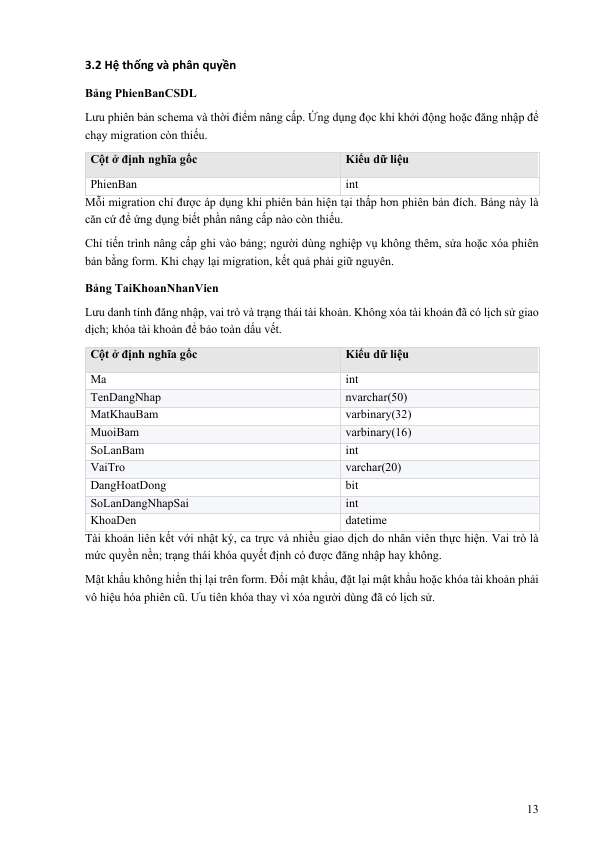 3.2 Hệ thống và phân quyền
Bảng PhienBanCSDL
Lưu phiên bản schema và thời điểm nâng cấp. Ứng dụng đọc khi khởi động hoặc đăng nhập để
chạy migration còn thiếu.
Cột ở định nghĩa gốc Kiểu dữ liệu
PhienBan int
Mỗi migration chỉ được áp dụng khi phiên bản hiện tại thấp hơn phiên bản đích. Bảng này là
căn cứ để ứng dụng biết phần nâng cấp nào còn thiếu.
Chỉ tiến trình nâng cấp ghi vào bảng; người dùng nghiệp vụ không thêm, sửa hoặc xóa phiên
bản bằng form. Khi chạy lại migration, kết quả phải giữ nguyên.
Bảng TaiKhoanNhanVien
Lưu danh tính đăng nhập, vai trò và trạng thái tài khoản. Không xóa tài khoản đã có lịch sử giao
dịch; khóa tài khoản để bảo toàn dấu vết.
Cột ở định nghĩa gốc Kiểu dữ liệu
Ma int
TenDangNhap nvarchar(50)
MatKhauBam varbinary(32)
MuoiBam varbinary(16)
SoLanBam int
VaiTro varchar(20)
DangHoatDong bit
SoLanDangNhapSai int
KhoaDen datetime
Tài khoản liên kết với nhật ký, ca trực và nhiều giao dịch do nhân viên thực hiện. Vai trò là
mức quyền nền; trạng thái khóa quyết định có được đăng nhập hay không.
Mật khẩu không hiển thị lại trên form. Đổi mật khẩu, đặt lại mật khẩu hoặc khóa tài khoản phải
vô hiệu hóa phiên cũ. Ưu tiên khóa thay vì xóa người dùng đã có lịch sử.
13